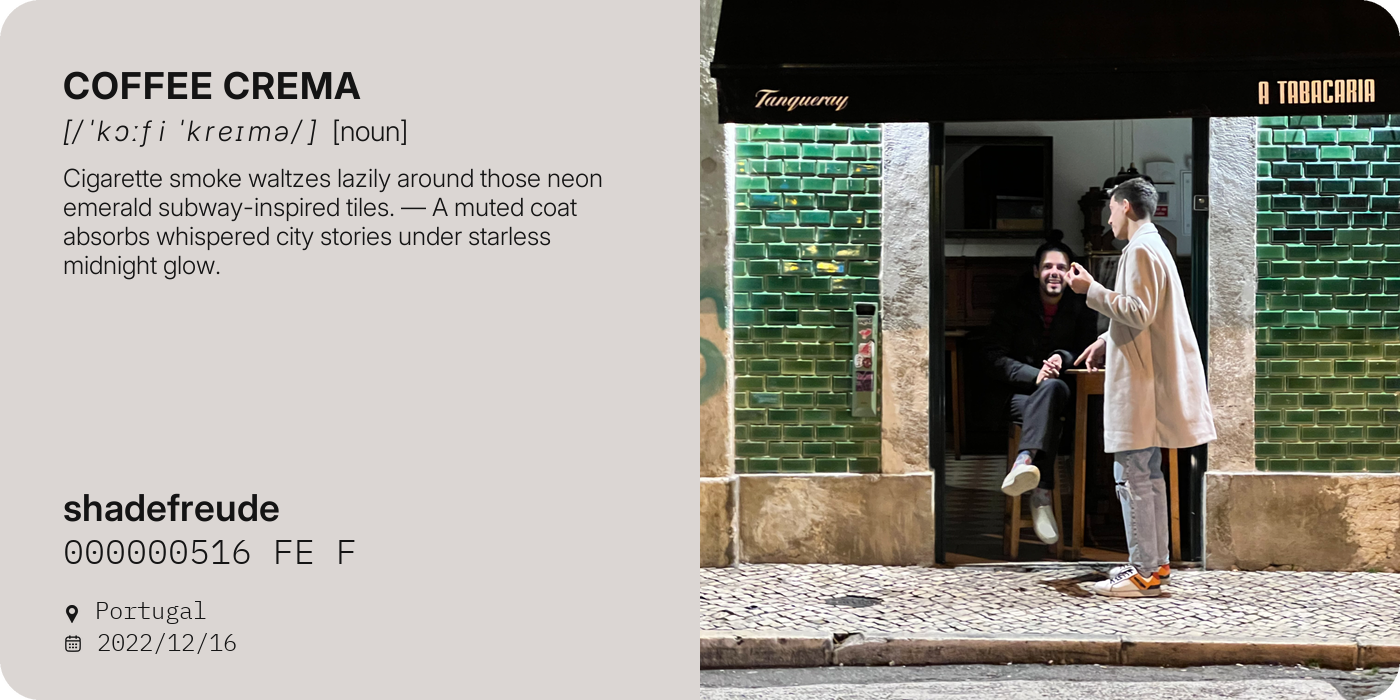 COFFEE CREMA
[/ˈkɔːfi ˈkreɪmə/] [noun]
Cigarette smoke waltzes lazily around those neon
emerald subway-inspired tiles. — A muted coat
absorbs whispered city stories under starless
midnight glow.
shadefreude
000000516 FE F
Portugal
2022/12/16
Tanqueray
A TABACARIA